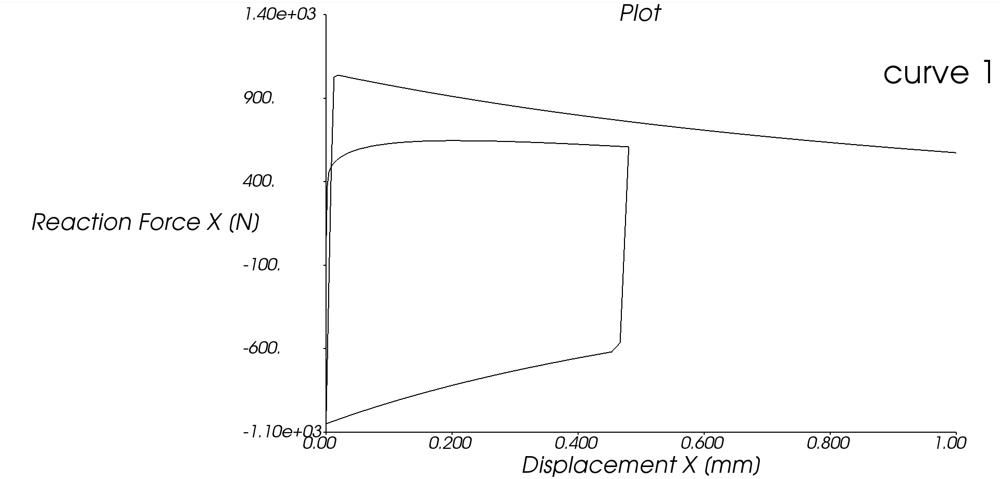 Plot
curve 1
1.40e+03
900.
400.
Reaction Force X (N)
-100.
-600.
-1.10e+03
0.00 0.200 0.400 0.600 0.800 1.00
Displacement X (mm)